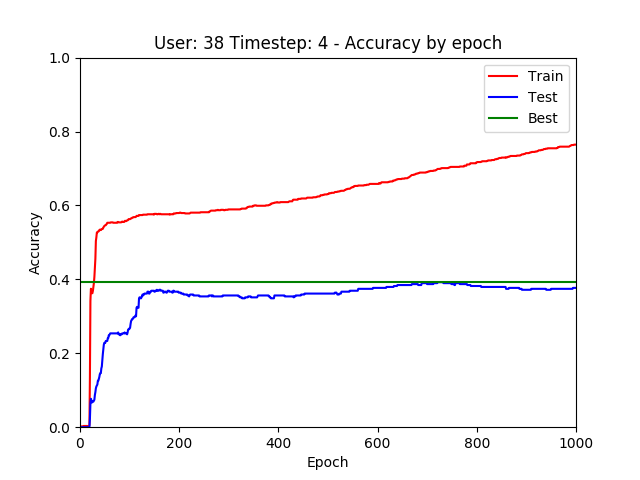 User: 38 Timestep: 4 - Accuracy by epoch
Train
Test
Best
Accuracy
1.0
0.8
0.6
0.4
0.2
0.0
0 200 400 600 800 1000
Epoch